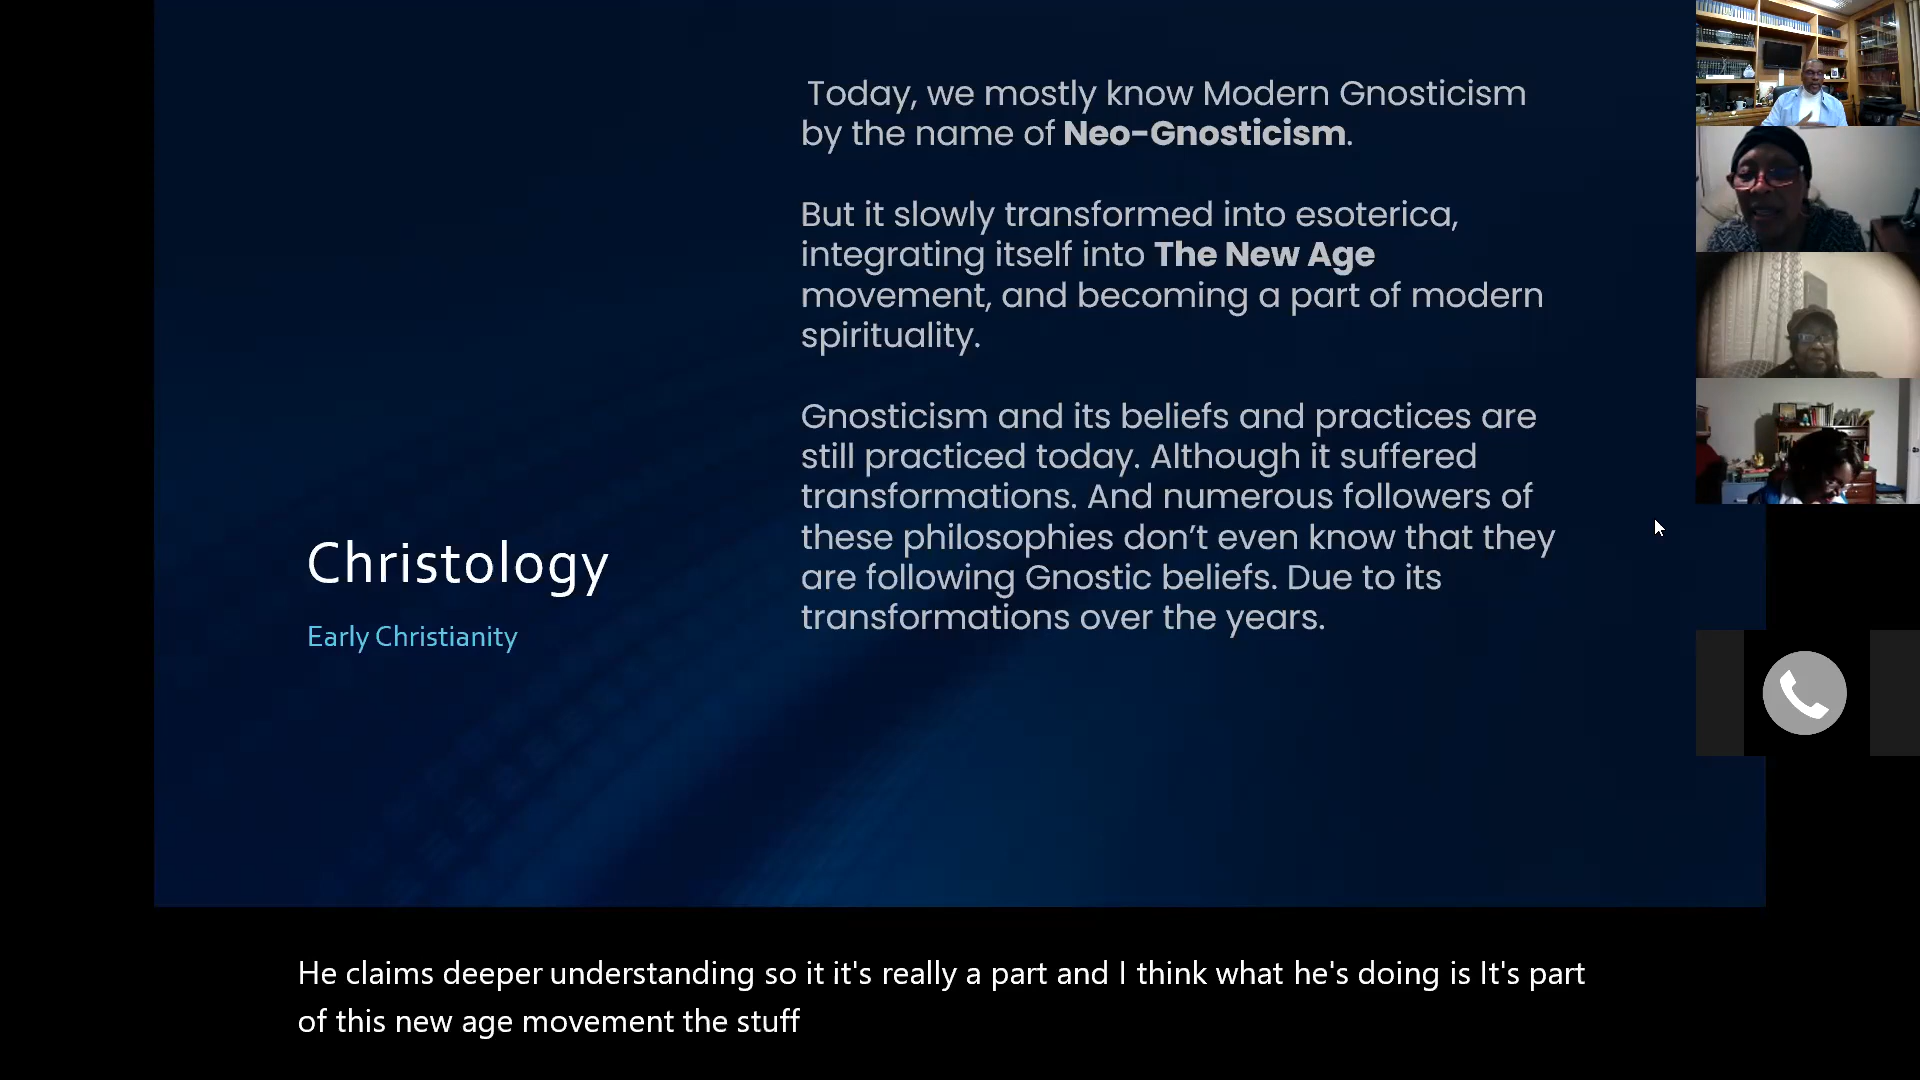 Today, we mostly know Modern Gnosticism
by the name of Neo-Gnosticism.
But it slowly transformed into esoterica,
integrating itself into The New Age
movement, and becoming a part of modern
spirituality.
Gnosticism and its beliefs and practices are
still practiced today. Although it suffered
transformations. And numerous followers of
these philosophies don’t even know that they
are following Gnostic beliefs. Due to its
transformations over the years.
Christology
Early Christianity
He claims deeper understanding so it it's really a part and I think what he's doing is It's part
of this new age movement the stuff